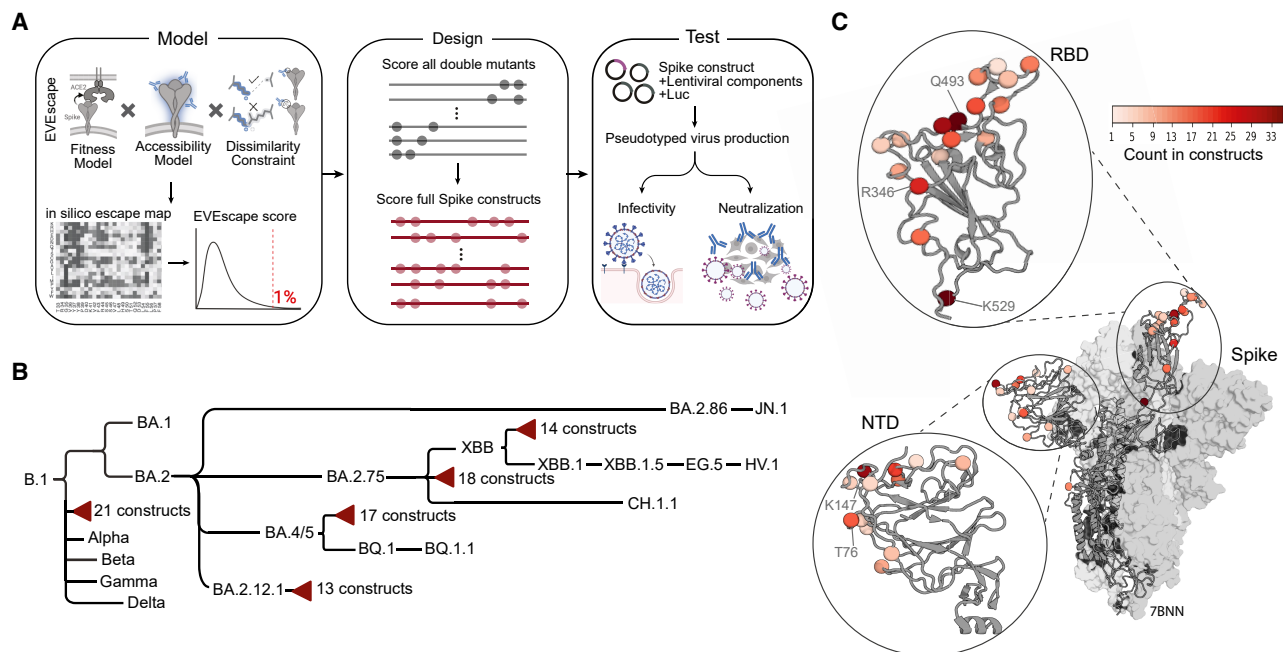 A
Model
EVEscape
ACE2
Spike
Fitness
Model
Accessibility
Model
Dissimilarity
Constraint
in silico escape map
EVEscape score
1%
Design
Score all double mutants
Score full Spike constructs
Test
Spike construct
+Lentiviral components
+Luc
Pseudotyped virus production
Infectivity
Neutralization
B
B.1
BA.1
BA.2
21 constructs
Alpha
Beta
Gamma
Delta
BA.2.86
JN.1
BA.2.75
XBB
14 constructs
XBB.1
XBB.1.5
EG.5
HV.1
18 constructs
CH.1.1
BA.4/5
17 constructs
BQ.1
BQ.1.1
BA.2.12.1
13 constructs
C
RBD
Q493
R346
K529
1 5 9 13 17 21 25 29 33
Count in constructs
Spike
NTD
K147
T76
7BNN